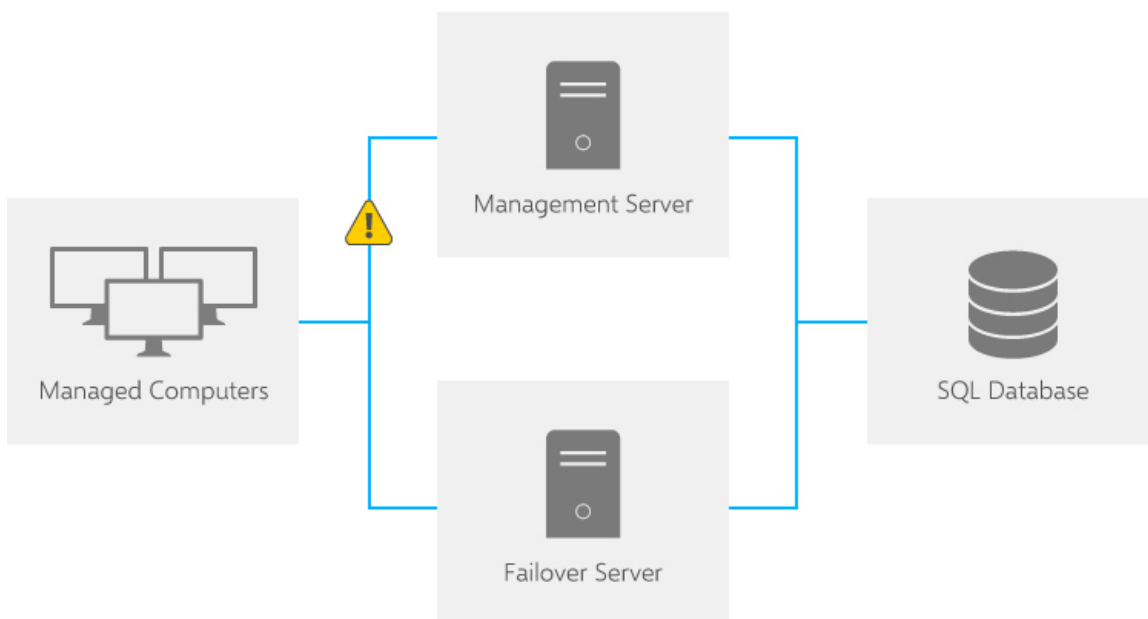 Management Server
Managed Computers
SQL Database
Failover Server